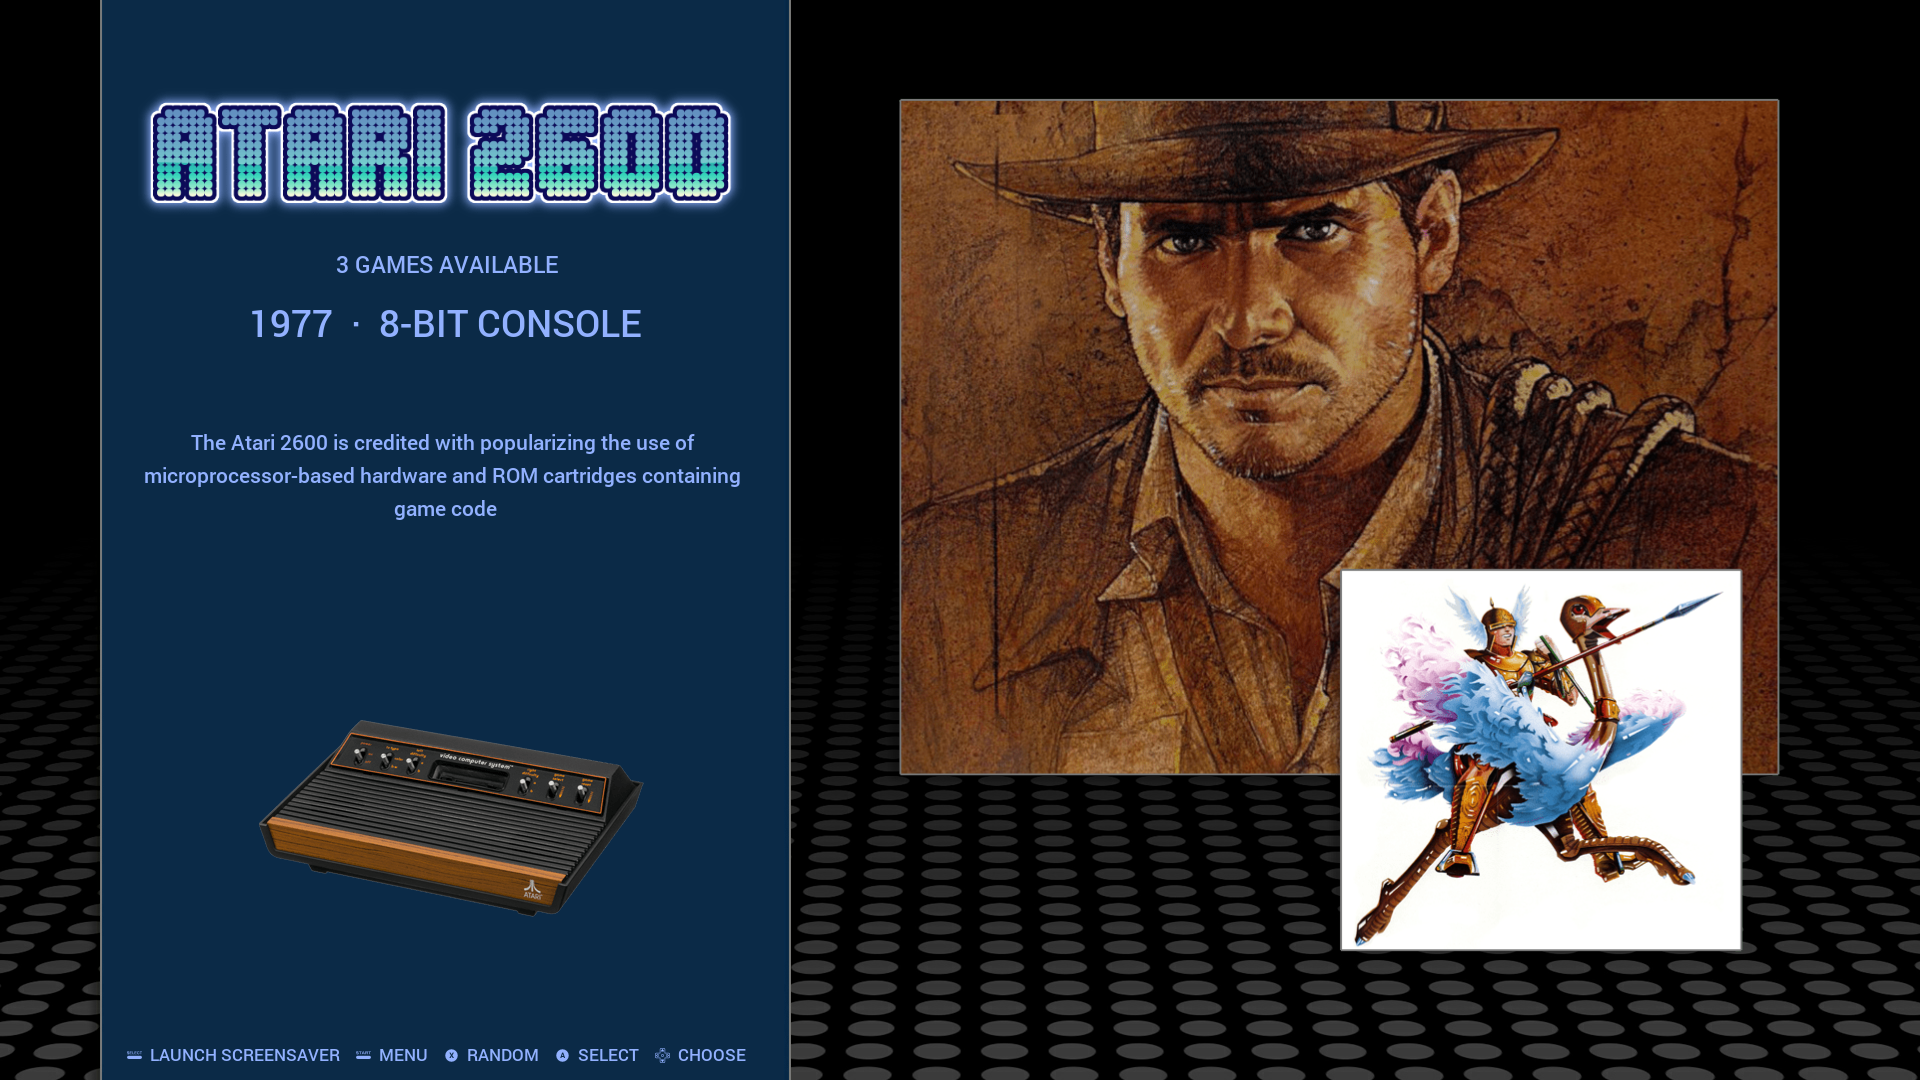 ATARI 2600
3 GAMES AVAILABLE
1977 · 8-BIT CONSOLE
The Atari 2600 is credited with popularizing the use of
microprocessor-based hardware and ROM cartridges containing
game code
video computer system
ATARI
SELECT LAUNCH SCREENSAVER START MENU X RANDOM A SELECT CHOOSE